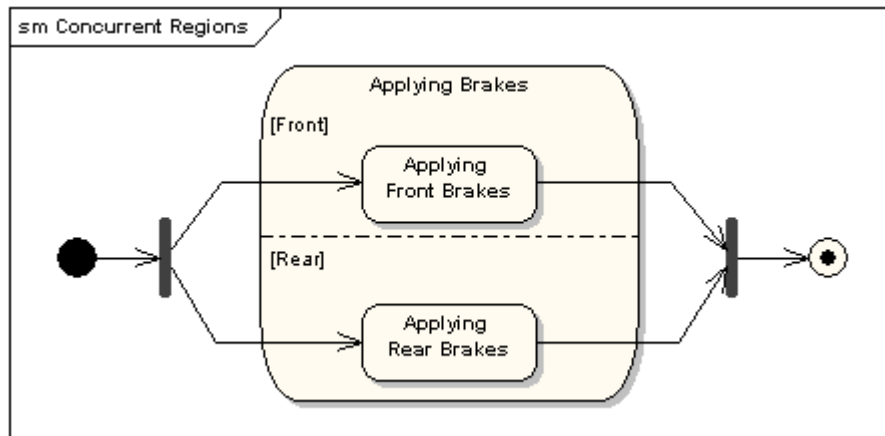 sm Concurrent Regions
Applying Brakes
[Front]
Applying
Front Brakes
[Rear]
Applying
Rear Brakes